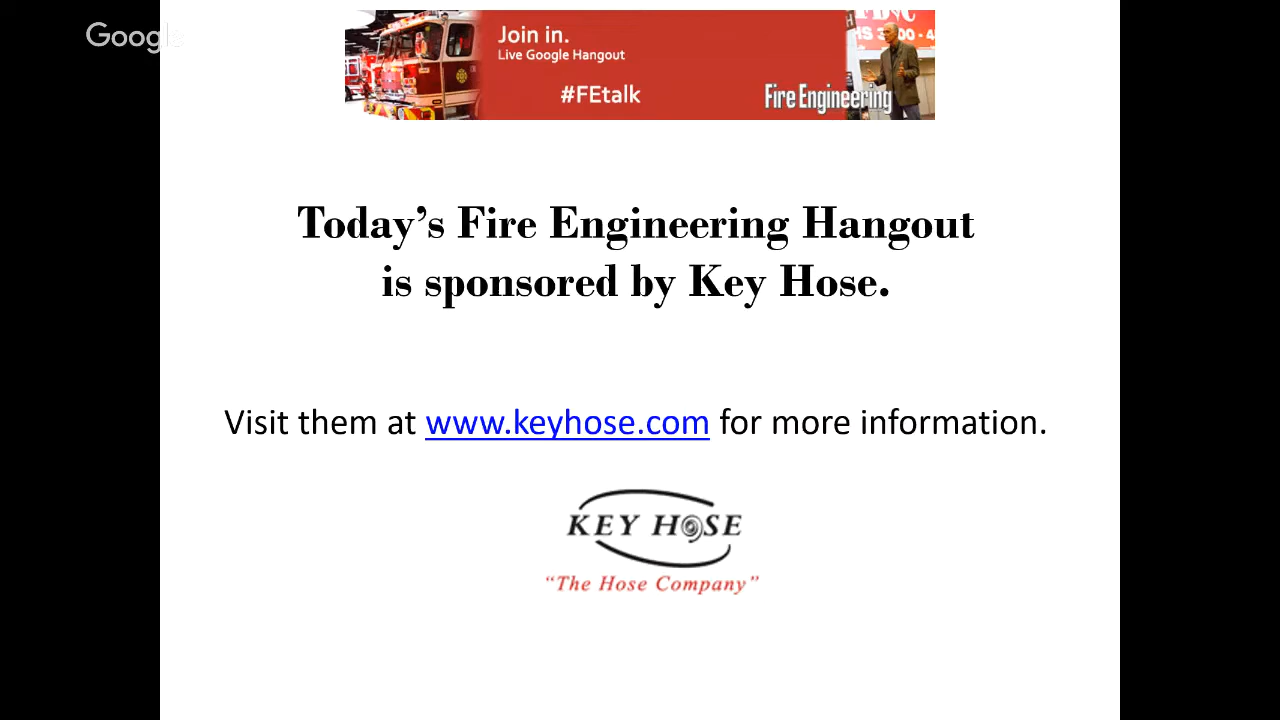 Google
Join in.
Live Google Hangout
#FEtalk
Fire Engineering
Today's Fire Engineering Hangout
is sponsored by Key Hose.
Visit them at www.keyhose.com for more information.
KEY HOSE
“The Hose Company”